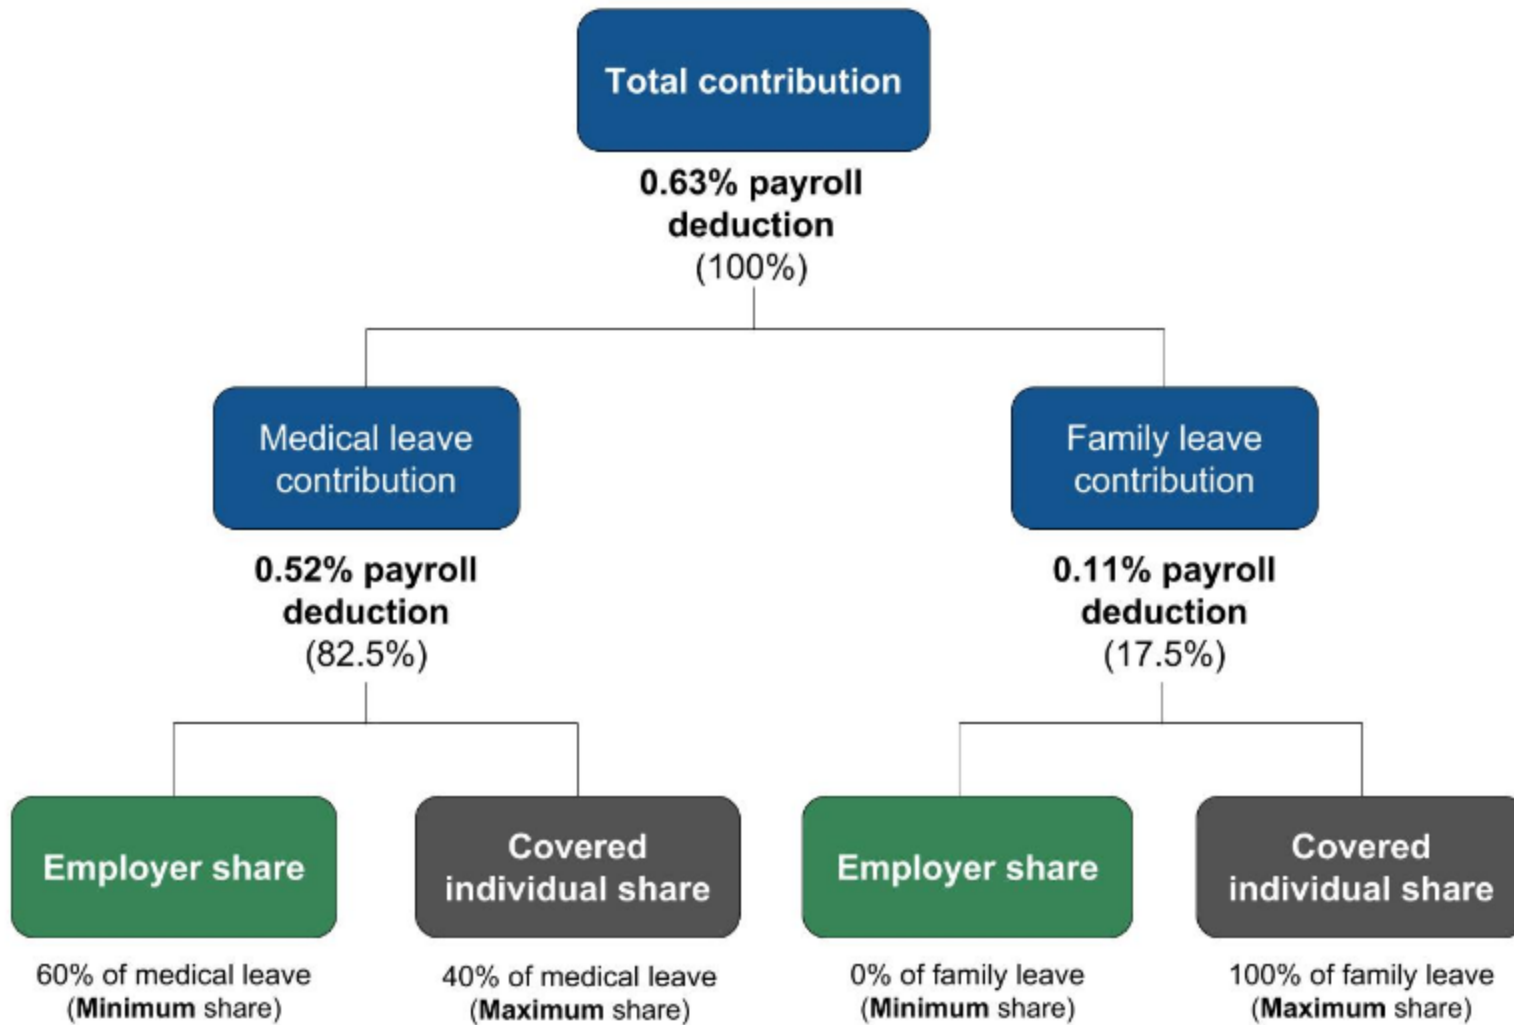 Total contribution
0.63% payroll
deduction
(100%)
Medical leave
contribution
0.52% payroll
deduction
(82.5%)
Family leave
contribution
0.11% payroll
deduction
(17.5%)
Employer share
60% of medical leave
(Minimum share)
Covered
individual share
40% of medical leave
(Maximum share)
Employer share
0% of family leave
(Minimum share)
Covered
individual share
100% of family leave
(Maximum share)